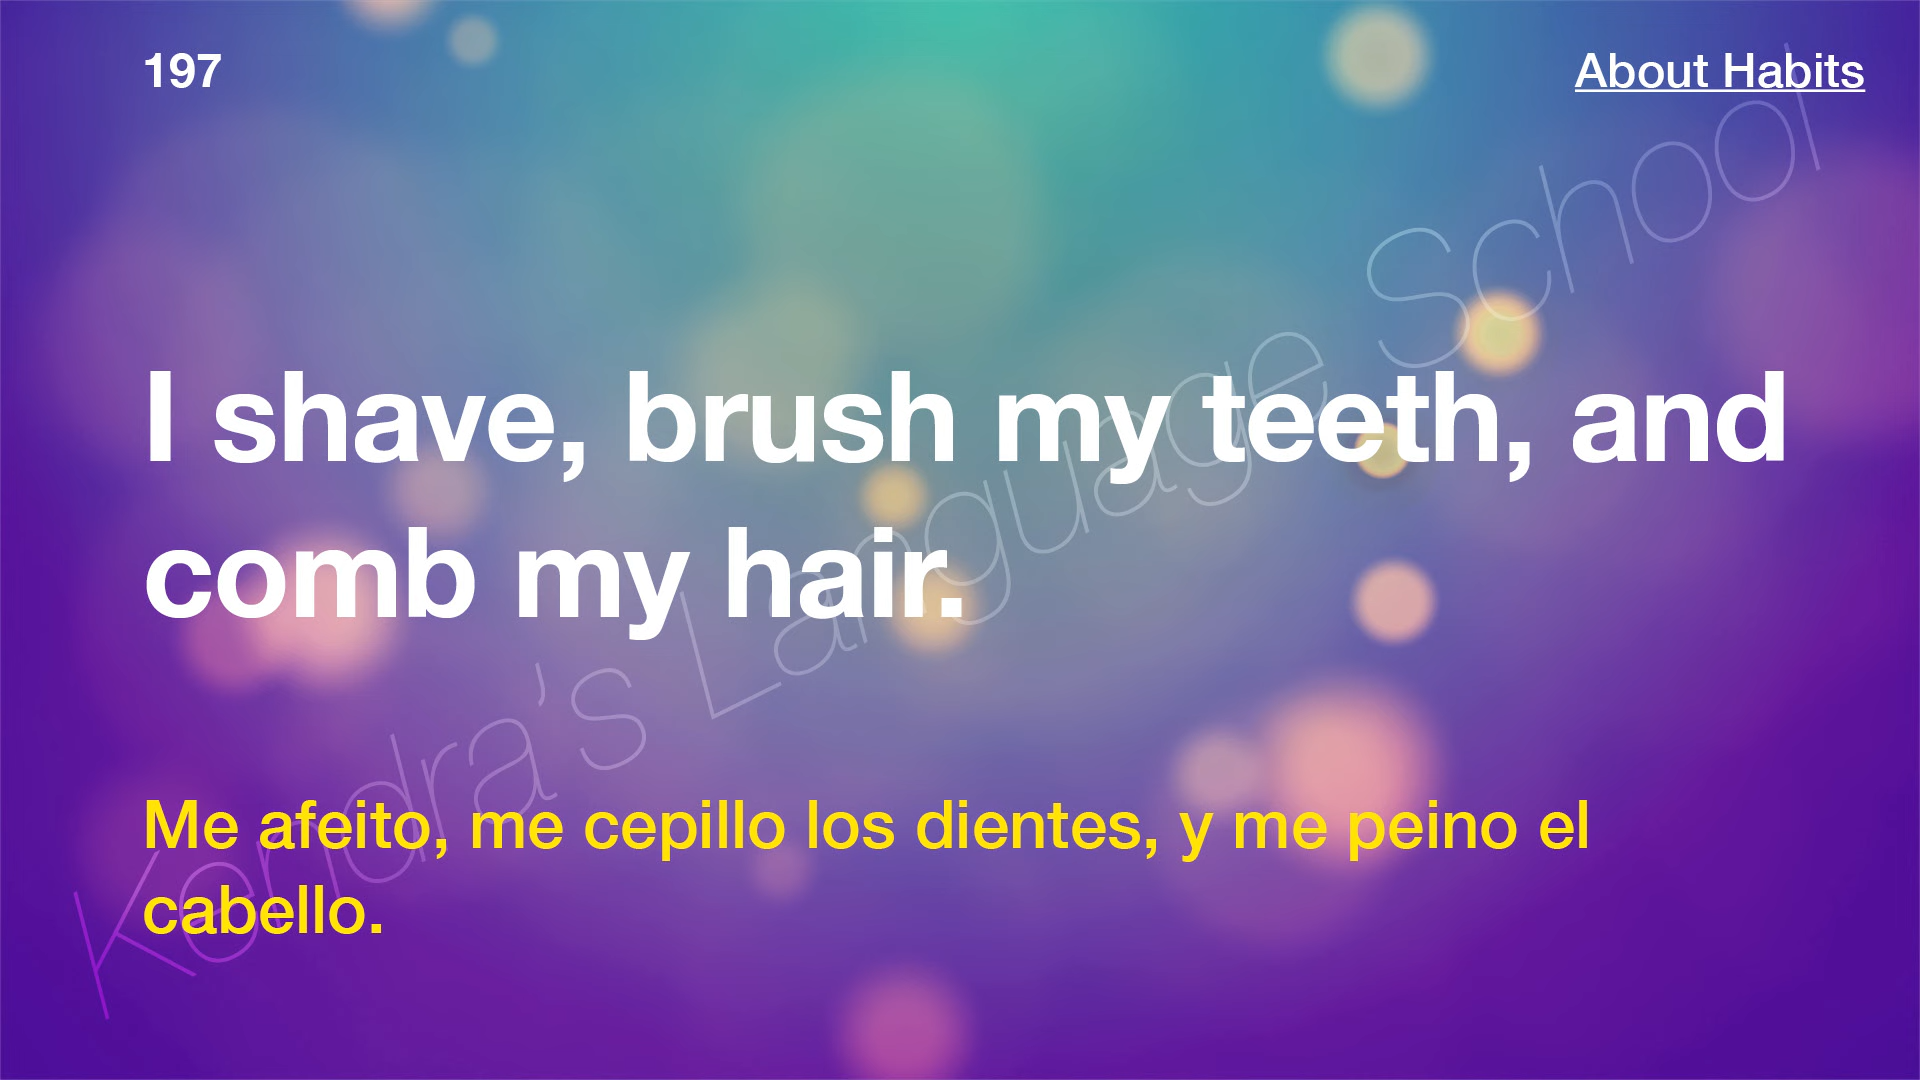 197
About Habits
I shave, brush my teeth, and
comb my hair.
Me afeito, me cepillo los dientes, y me peino el
cabello.
Kendra's Language School